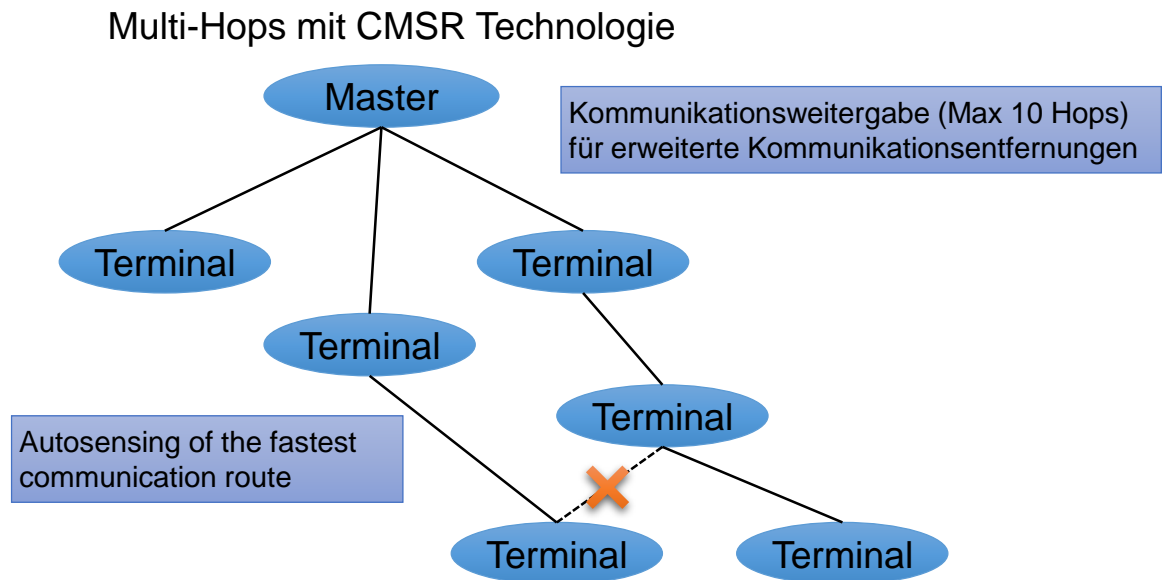 Multi-Hops mit CMSR Technologie
Master
Kommunikationsweitergabe (Max 10 Hops)
für erweiterte Kommunikationsentfernungen
Terminal
Terminal
Terminal
Terminal
Autosensing of the fastest
communication route
Terminal
Terminal